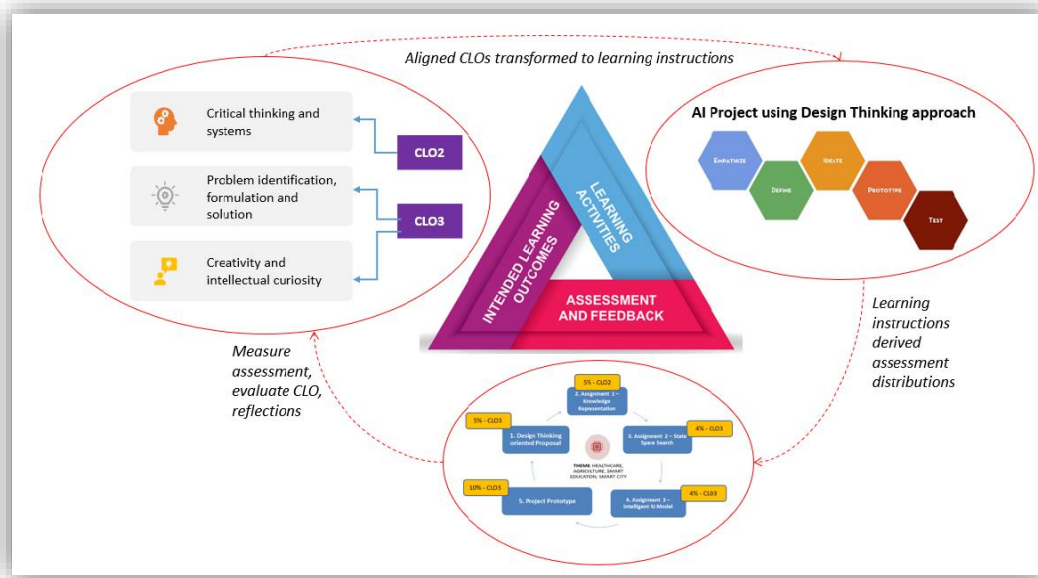 Aligned CLOs transformed to learning instructions
Critical thinking and
systems
CLO2
Problem identification,
formulation and
solution
CLO3
Creativity and
intellectual curiosity
INTENDED LEARNING
OUTCOMES
LEARNING
ACTIVITIES
ASSESSMENT
AND FEEDBACK
AI Project using Design Thinking approach
EMPATHIZE
DEFINE
IDEATE
PROTOTYPE
TEST
Learning
instructions
derived
assessment
distributions
Measure
assessment,
evaluate CLO,
reflections
5% - CLO2
2. Assignment 1 –
Knowledge
Representation
5% - CLO3
1. Design Thinking
oriented Proposal
4% - CLO3
3. Assignment 2 – State
Space Search
THEME: HEALTHCARE,
AGRICULTURE, SMART
EDUCATION, SMART CITY
10% - CLO3
5. Project Prototype
4% - CLO3
4. Assignment 3 –
Intelligent
Model